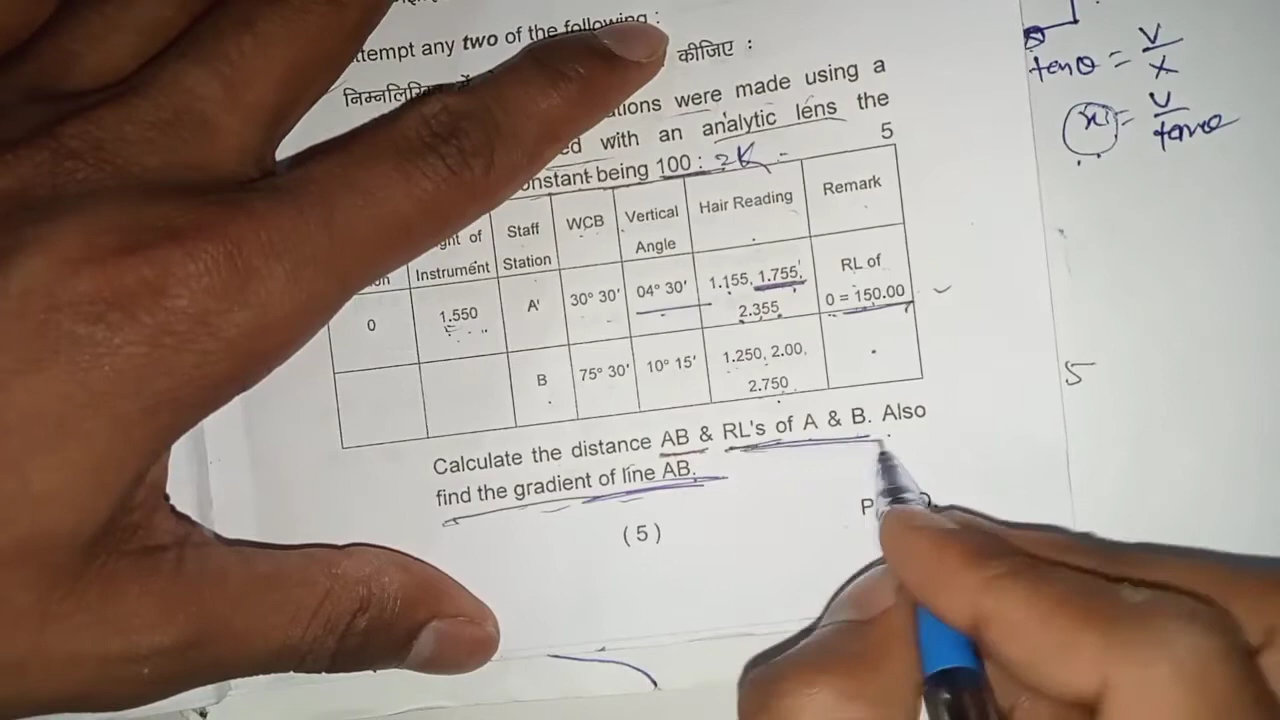 ttempt any two of the following :
निम्नलिखित में कीजिए :
ations were made using a
ed with an analytic lens the
onstant being 100 : 5
ght of Instrument Staff Station WCB Vertical Angle Hair Reading Remark
0 1.550 A' 30° 30' 04° 30' 1.155, 1.755, 2.355 RL of 0 = 150.00
B 75° 30' 10° 15' 1.250, 2.00, 2.750
Calculate the distance AB & RL's of A & B. Also
find the gradient of line AB.
( 5 )
P
tanθ = V/x
x = V/tanθ
5